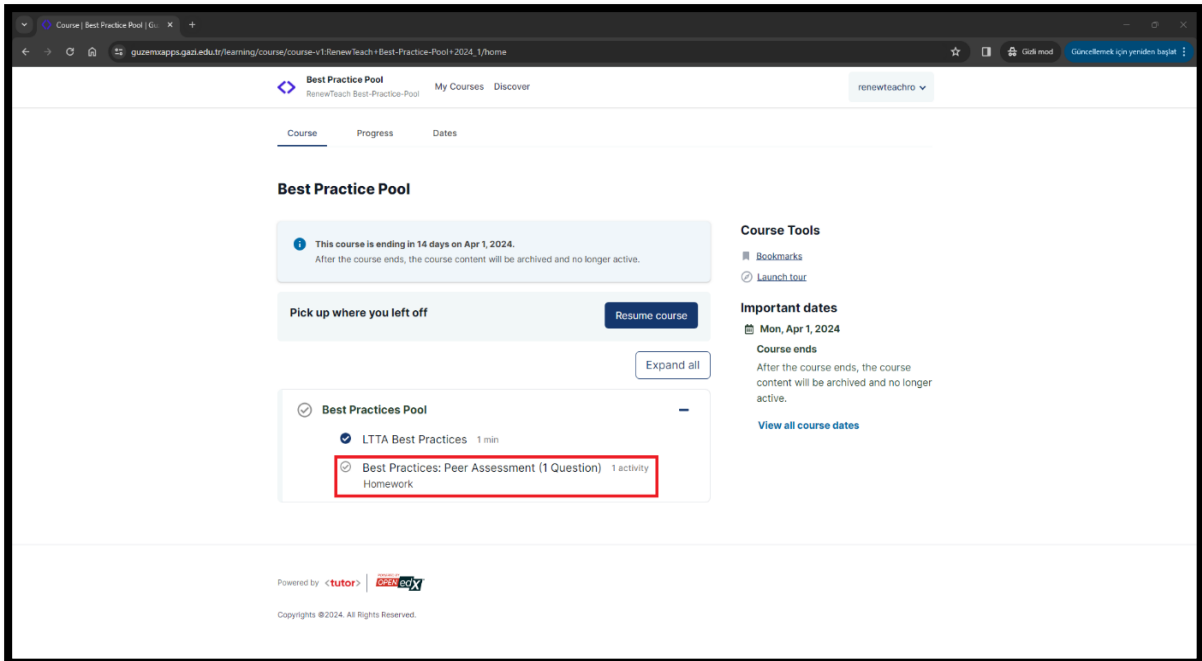 Course | Best Practice Pool | Gu
guzemxapps.gazi.edu.tr/learning/course/course-v1:RenewTeach+Best-Practice-Pool+2024_1/home
Gizli mod
Güncellemek için yeniden başlat
Best Practice Pool
RenewTeach Best-Practice-Pool
My Courses Discover
renewteachro
Course Progress Dates
Best Practice Pool
This course is ending in 14 days on Apr 1, 2024.
After the course ends, the course content will be archived and no longer active.
Pick up where you left off
Resume course
Expand all
Best Practices Pool
LTTA Best Practices 1 min
Best Practices: Peer Assessment (1 Question) 1 activity
Homework
Course Tools
Bookmarks
Launch tour
Important dates
Mon, Apr 1, 2024
Course ends
After the course ends, the course
content will be archived and no longer
active.
View all course dates
Powered by <tutor>
OPEN edX
Copyrights ©2024. All Rights Reserved.